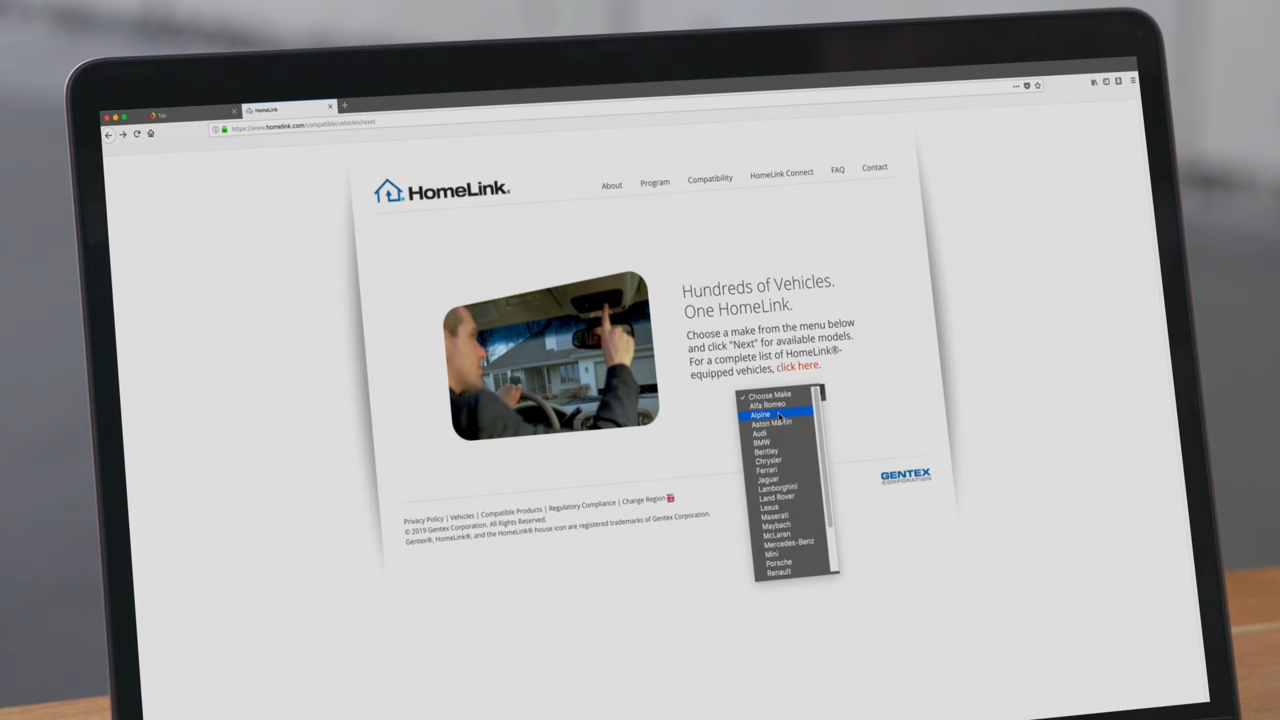 Tab
HomeLink
https://www.homelink.com/compatible/vehicles/reset
HomeLink®
About
Program
Compatibility
HomeLink Connect
FAQ
Contact
Hundreds of Vehicles.
One HomeLink.
Choose a make from the menu below
and click "Next" for available models.
For a complete list of HomeLink®-
equipped vehicles, click here.
✓ Choose Make
Alfa Romeo
Alpine
Aston Martin
Audi
BMW
Bentley
Chrysler
Ferrari
Jaguar
Lamborghini
Land Rover
Lexus
Maserati
Maybach
McLaren
Mercedes-Benz
Mini
Porsche
Renault
GENTEX
CORPORATION
Privacy Policy | Vehicles | Compatible Products | Regulatory Compliance | Change Region
© 2019 Gentex Corporation. All Rights Reserved.
Gentex®, HomeLink®, and the HomeLink® house icon are registered trademarks of Gentex Corporation.